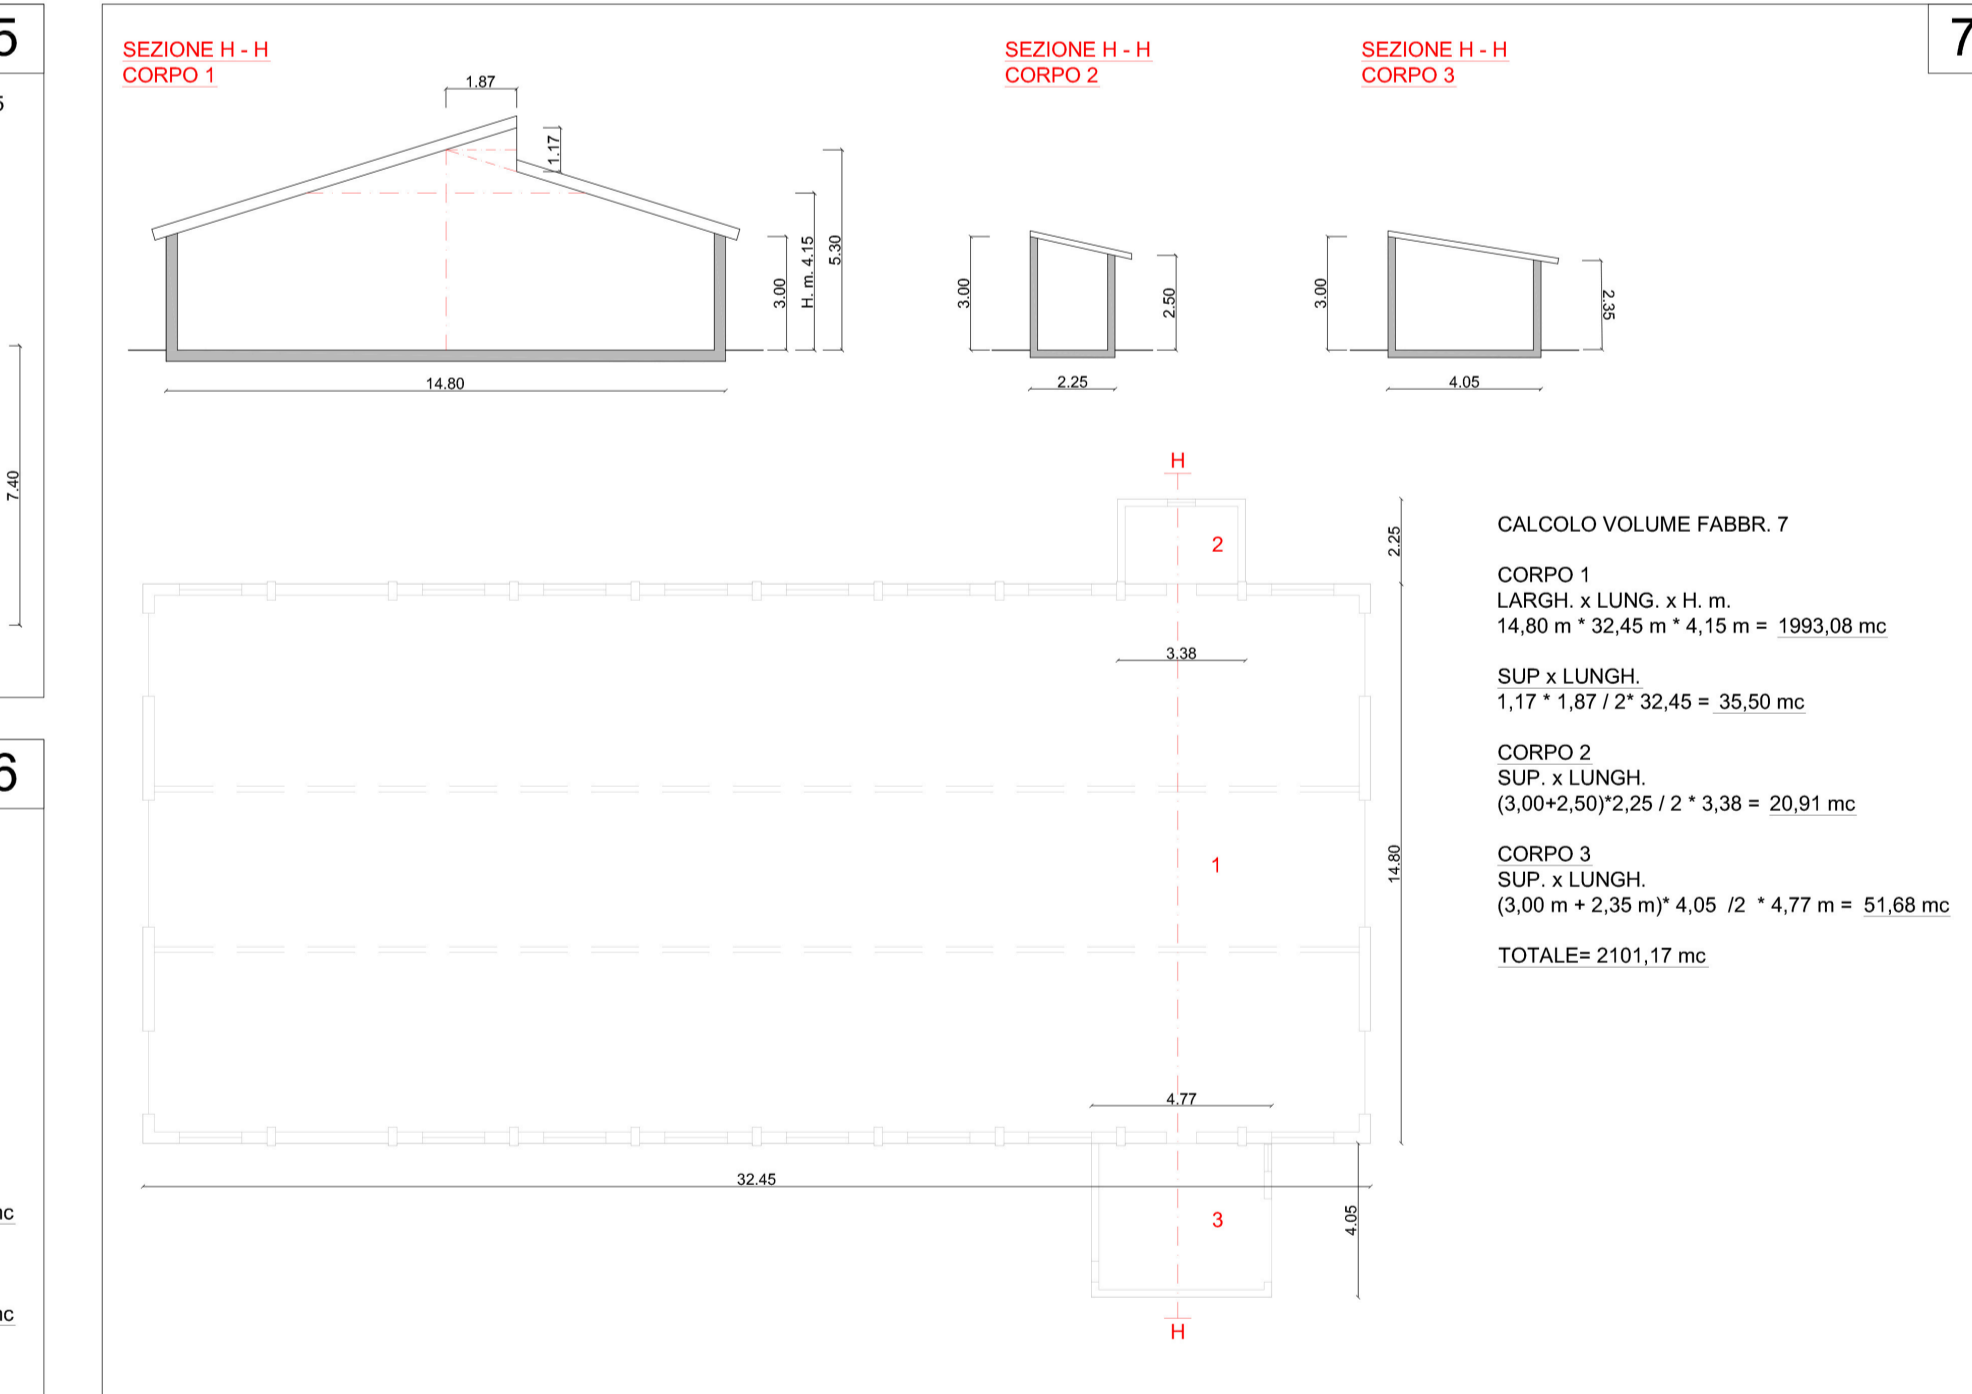 5
5
7.40
6
mc
mc
7
SEZIONE H - H
CORPO 1
1.87
1.17
3.00
H. m. 4.15
5.30
14.80
SEZIONE H - H
CORPO 2
3.00
2.50
2.25
SEZIONE H - H
CORPO 3
3.00
2.35
4.05
H
2
2.25
3.38
1
14.80
4.77
32.45
3
4.05
H
CALCOLO VOLUME FABBR. 7
CORPO 1
LARGH. x LUNG. x H. m.
14,80 m * 32,45 m * 4,15 m = 1993,08 mc
SUP x LUNGH.
1,17 * 1,87 / 2* 32,45 = 35,50 mc
CORPO 2
SUP. x LUNGH.
(3,00+2,50)*2,25 / 2 * 3,38 = 20,91 mc
CORPO 3
SUP. x LUNGH.
(3,00 m + 2,35 m)* 4,05 /2 * 4,77 m = 51,68 mc
TOTALE= 2101,17 mc